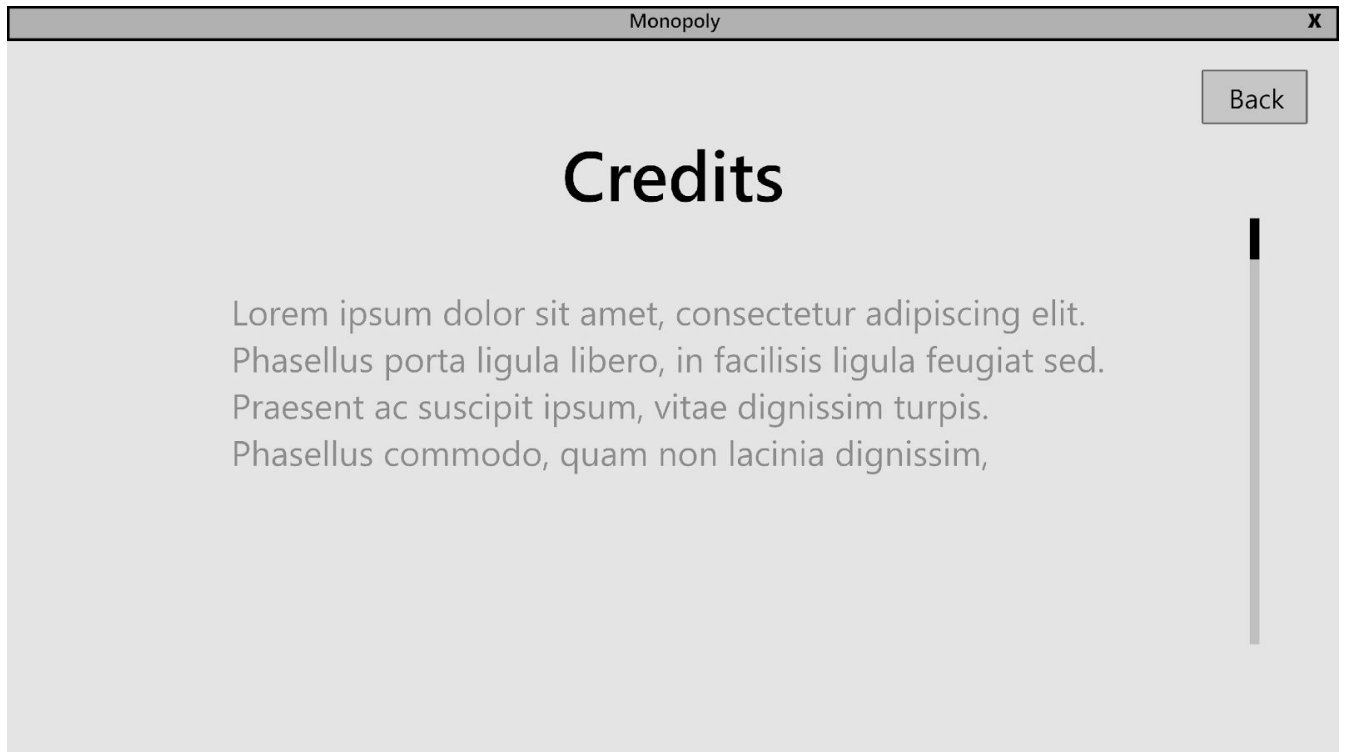 Monopoly X
Back
Credits
Lorem ipsum dolor sit amet, consectetur adipiscing elit.
Phasellus porta ligula libero, in facilisis ligula feugiat sed.
Praesent ac suscipit ipsum, vitae dignissim turpis.
Phasellus commodo, quam non lacinia dignissim,